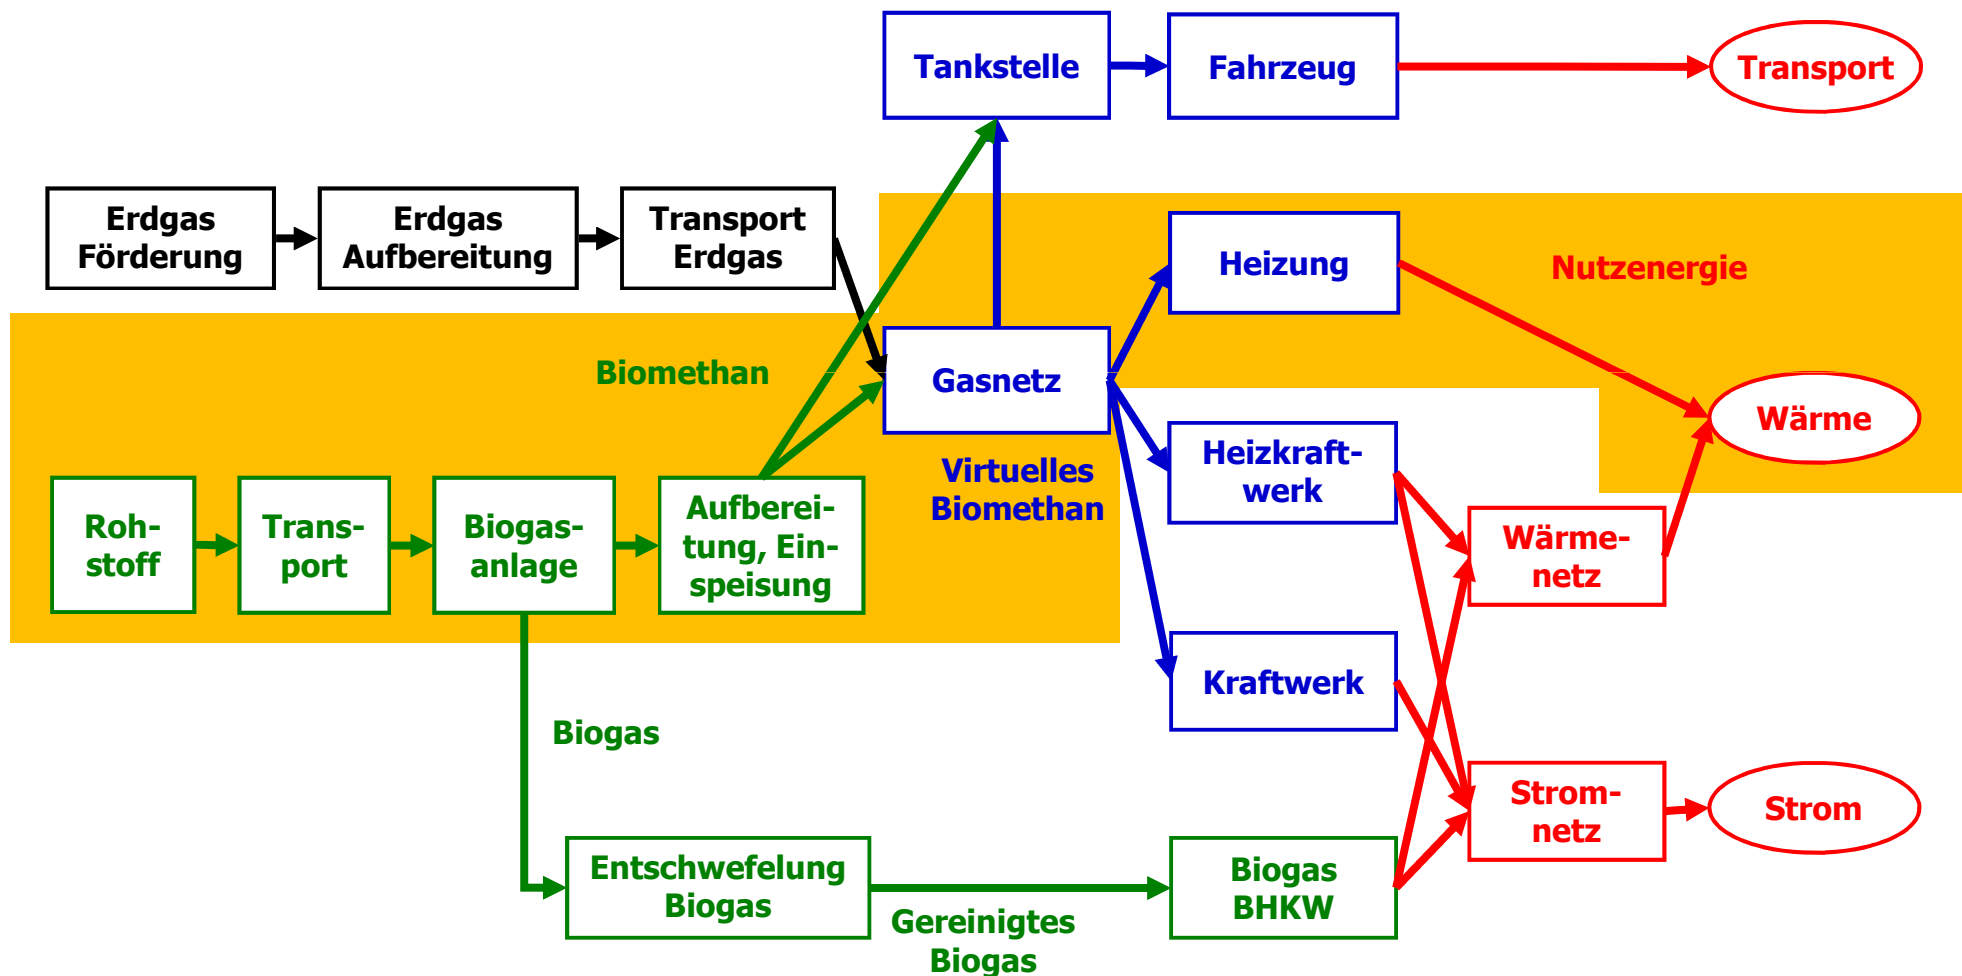 Tankstelle
Fahrzeug
Transport
Erdgas
Förderung
Erdgas
Aufbereitung
Transport
Erdgas
Heizung
Nutzenergie
Biomethan
Gasnetz
Wärme
Virtuelles
Biomethan
Heizkraft-
werk
Roh-
stoff
Trans-
port
Biogas-
anlage
Aufberei-
tung, Ein-
speisung
Wärme-
netz
Kraftwerk
Biogas
Strom-
netz
Strom
Entschwefelung
Biogas
Gereinigtes
Biogas
Biogas
BHKW